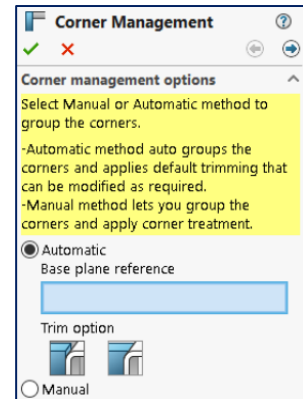 Corner Management
Corner management options
Select Manual or Automatic method to
group the corners.
-Automatic method auto groups the
corners and applies default trimming that
can be modified as required.
-Manual method lets you group the
corners and apply corner treatment.
Automatic
Base plane reference
Trim option
Manual